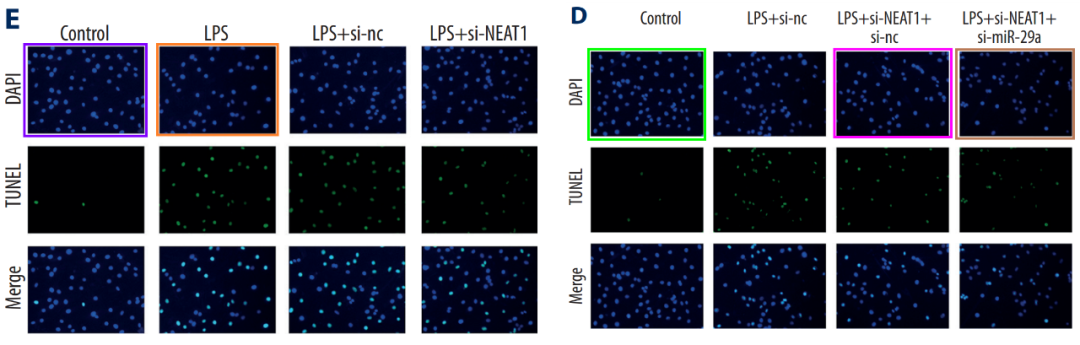 E
Control LPS LPS+si-nc LPS+si-NEAT1
DAPI
TUNEL
Merge
D
Control LPS+si-nc LPS+si-NEAT1+ si-nc LPS+si-NEAT1+ si-miR-29a
DAPI
TUNEL
Merge